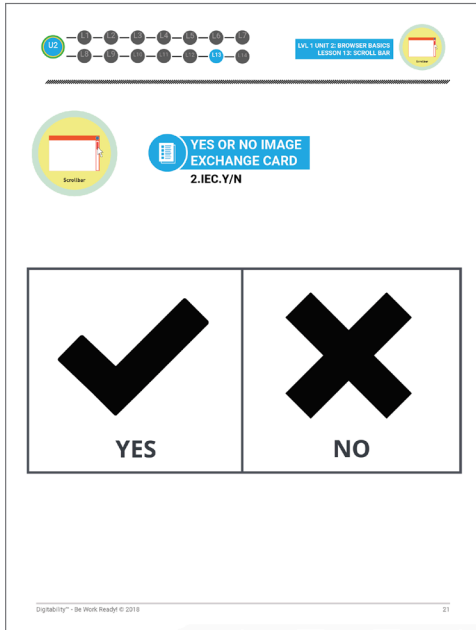 U2
L1 L2 L3 L4 L5 L6 L7
L8 L9 L10 L11 L12 L13 L14
LVL 1 UNIT 2: BROWSER BASICS
LESSON 13: SCROLL BAR
Scrollbar
YES OR NO IMAGE
EXCHANGE CARD
2.IEC.Y/N
Scrollbar
YES
NO
Digitability™ - Be Work Ready! © 2018
21